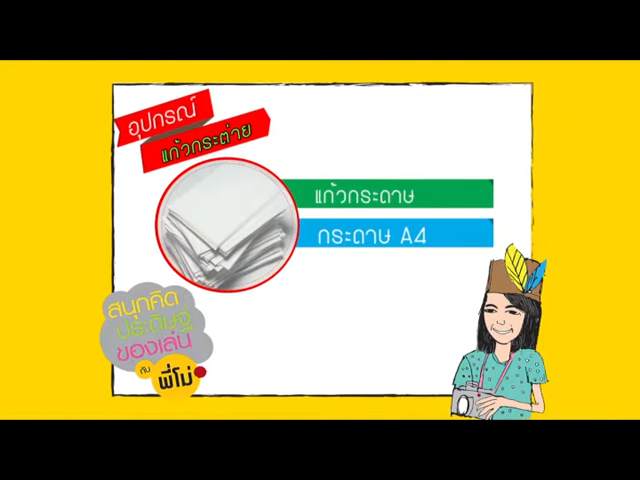 อุปกรณ์
แก้วกระต่าย
แก้วกระดาษ
กระดาษ A4
สนุกคิด
ประดิษฐ์
ของเล่น
กับ
พี่โม่